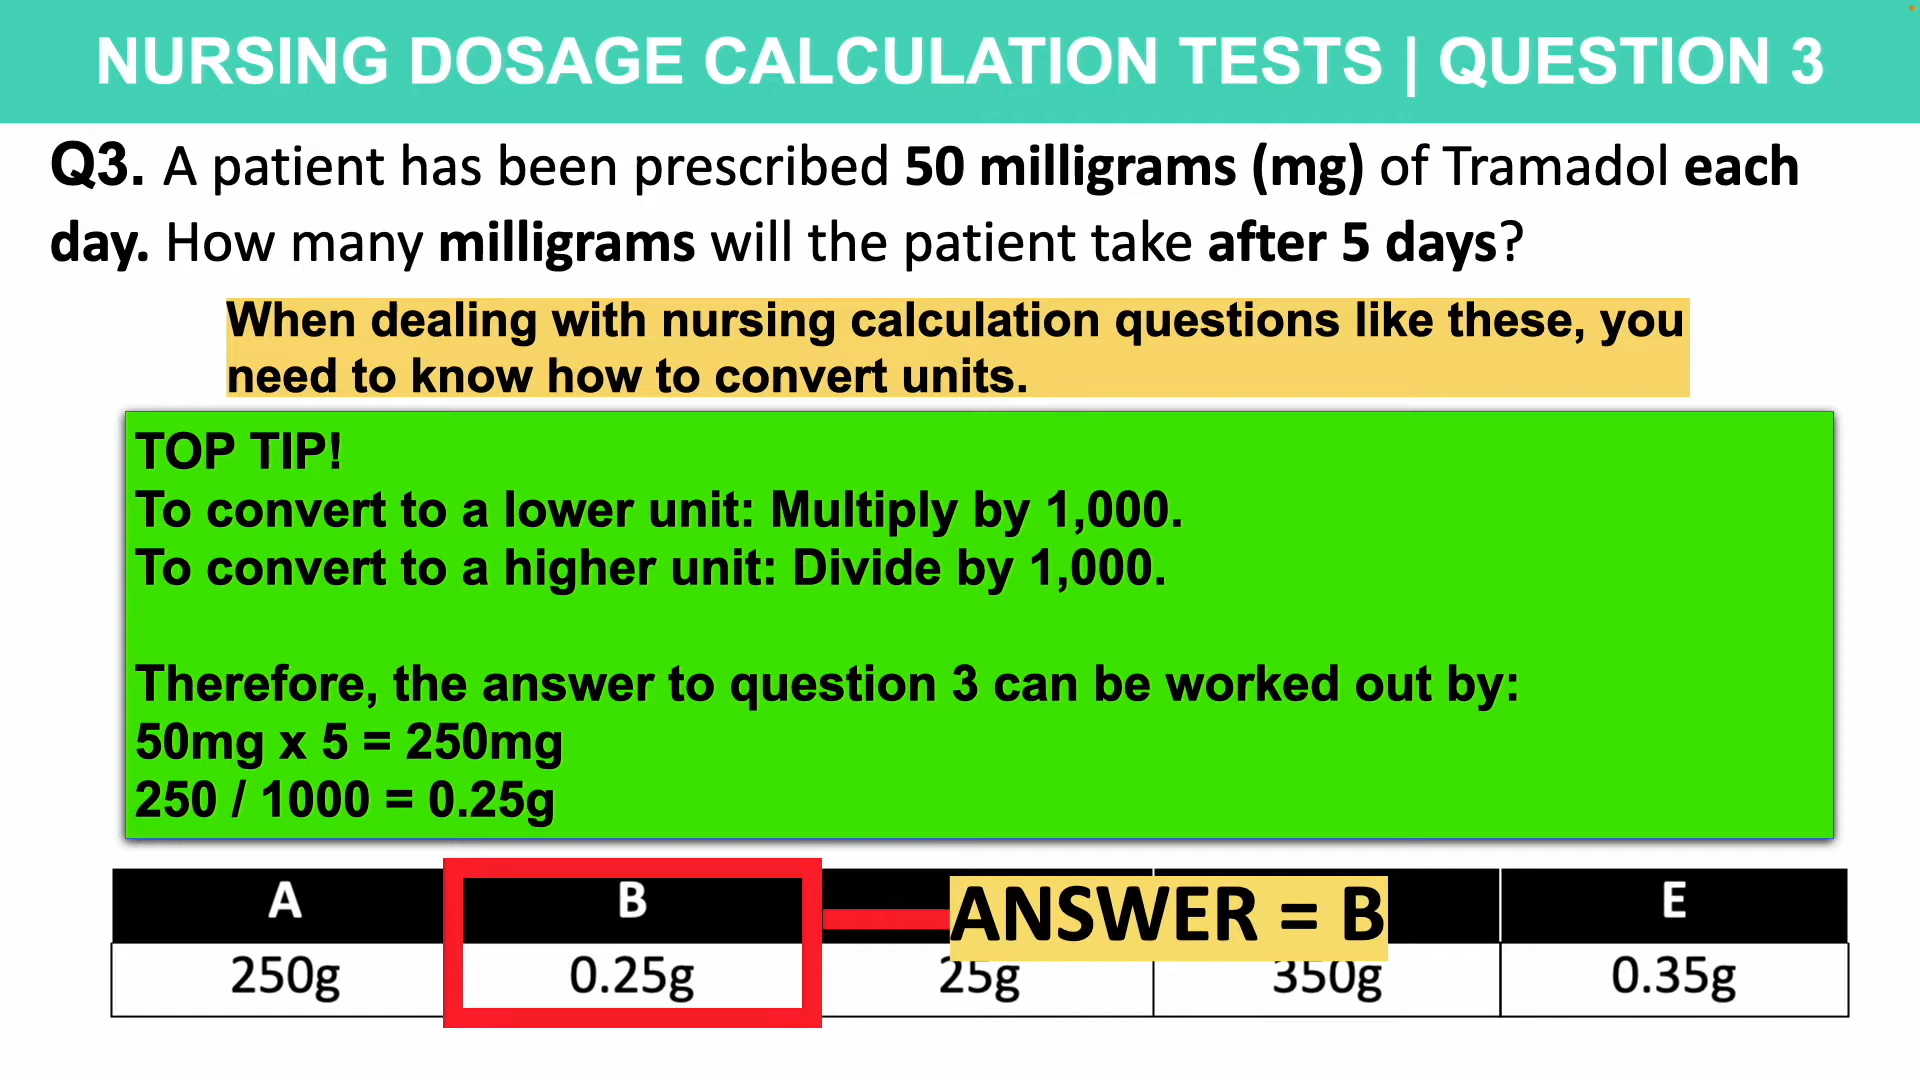 NURSING DOSAGE CALCULATION TESTS | QUESTION 3
Q3. A patient has been prescribed 50 milligrams (mg) of Tramadol each
day. How many milligrams will the patient take after 5 days?
When dealing with nursing calculation questions like these, you
need to know how to convert units.
TOP TIP!
To convert to a lower unit: Multiply by 1,000.
To convert to a higher unit: Divide by 1,000.
Therefore, the answer to question 3 can be worked out by:
50mg x 5 = 250mg
250 / 1000 = 0.25g
A B ANSWER = B E
250g 0.25g 25g 350g 0.35g